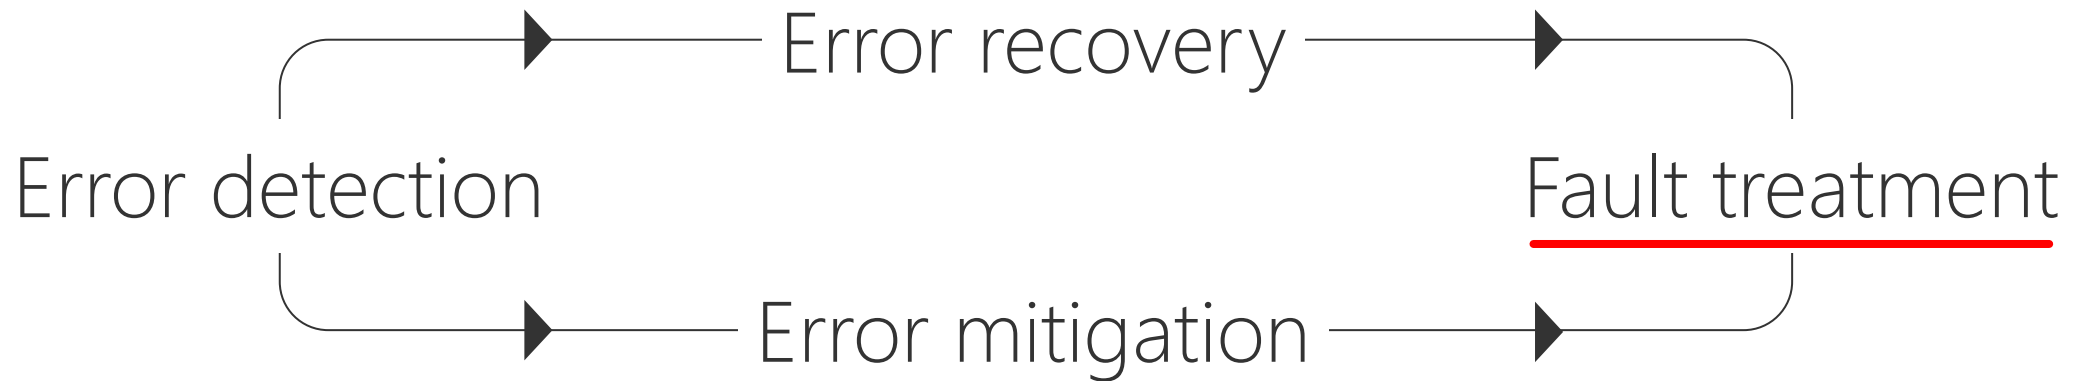 Error recovery
Error detection
Fault treatment
Error mitigation